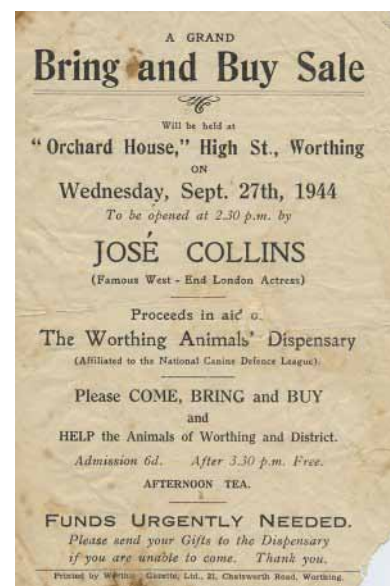 A GRAND
Bring and Buy Sale
Will be held at
"Orchard House," High St., Worthing
ON
Wednesday, Sept. 27th, 1944
To be opened at 2.30 p.m. by
JOSÉ COLLINS
(Famous West - End London Actress)
Proceeds in aid o.
The Worthing Animals' Dispensary
(Affiliated to the National Canine Defence League).
Please COME, BRING and BUY
and
HELP the Animals of Worthing and District.
Admission 6d. After 3.30 p.m. Free.
AFTERNOON TEA.
FUNDS URGENTLY NEEDED.
Please send your Gifts to the Dispensary
if you are unable to come. Thank you.
Printed by Worthing Gazette, Ltd., 21, Chatsworth Road, Worthing.